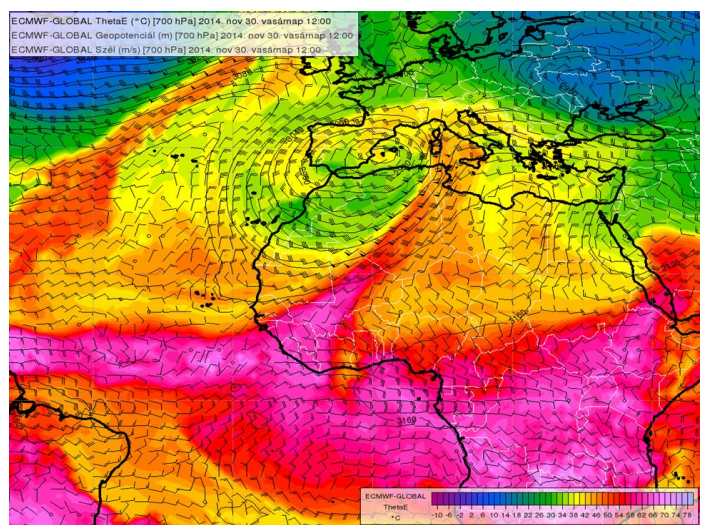 ECMWF-GLOBAL ThetaE (°C) [700 hPa] 2014. nov 30. vasárnap 12:00
ECMWF-GLOBAL Geopotenciál (m) [700 hPa] 2014. nov 30. vasárnap 12:00
ECMWF-GLOBAL Szél (m/s) [700 hPa] 2014. nov 30. vasárnap 12:00
3080
3160
3160
ECMWF-GLOBAL
ThetaE
°C
-10 -6 -2 2 6 10 14 18 22 26 30 34 38 42 46 50 54 58 62 66 70 74 78